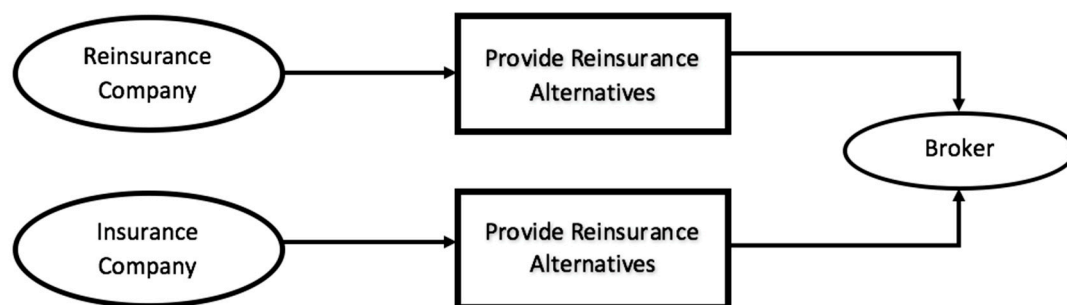 Reinsurance
Company
Provide Reinsurance
Alternatives
Broker
Insurance
Company
Provide Reinsurance
Alternatives